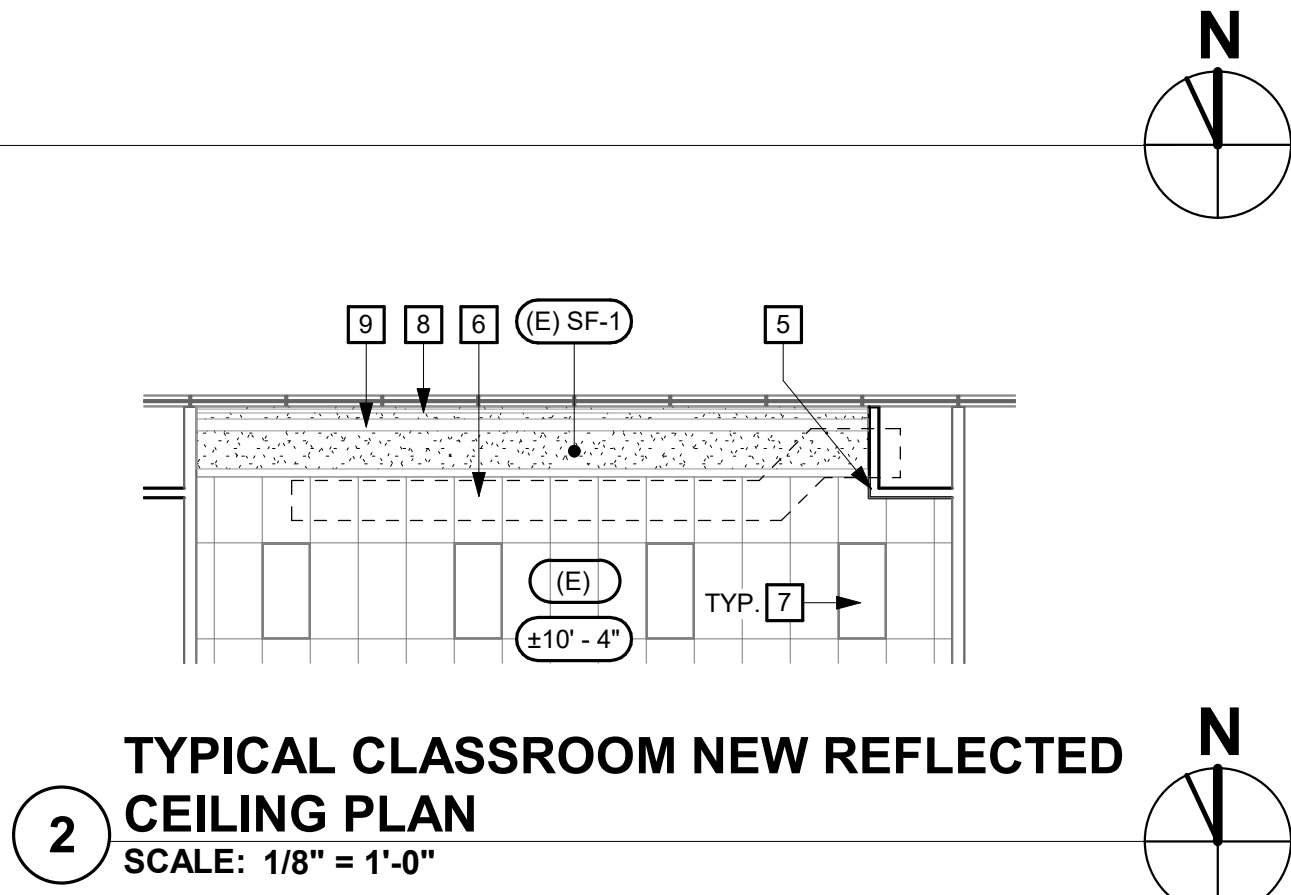 N
9 8 6 (E) SF-1 5
(E)
TYP. 7
±10' - 4"
TYPICAL CLASSROOM NEW REFLECTED
CEILING PLAN
2
SCALE: 1/8" = 1'-0"
N